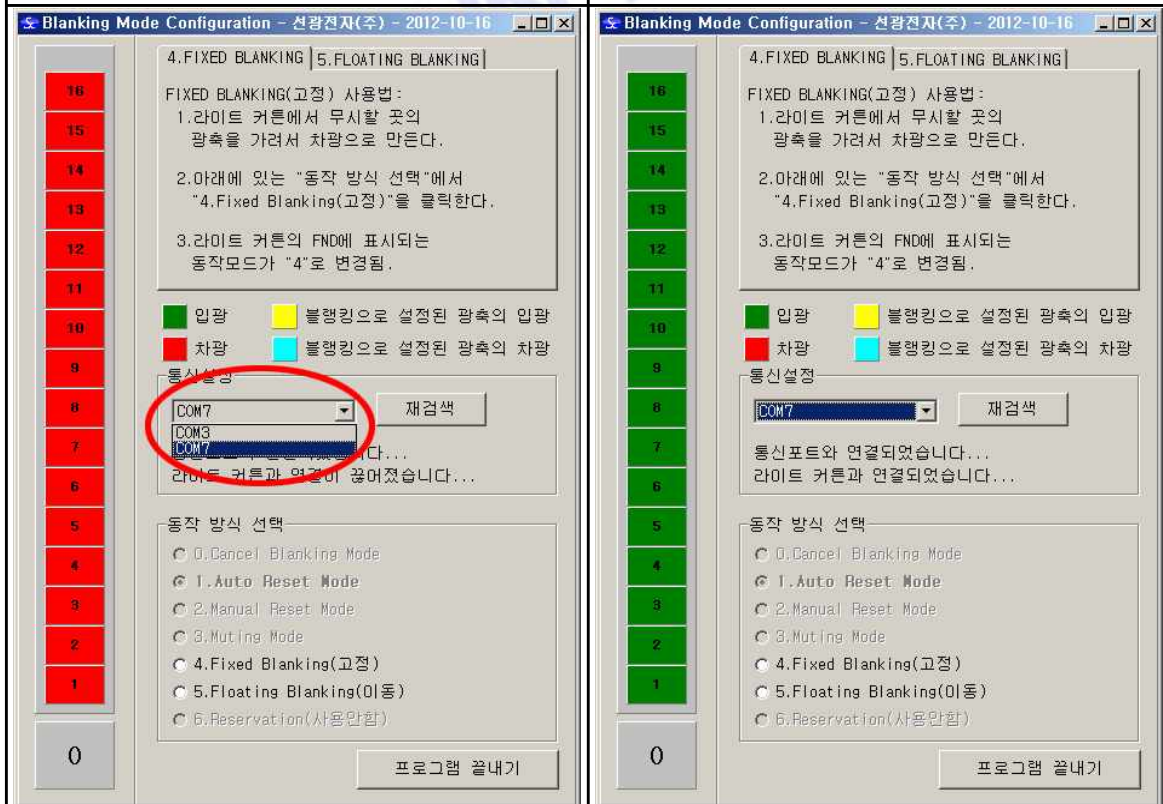 Blanking Mode Configuration - 선광전자(주) - 2012-10-16
4.FIXED BLANKING
5.FLOATING BLANKING
FIXED BLANKING(고정) 사용법:
1.라이트 커튼에서 무시할 곳의
광축을 가려서 차광으로 만든다.
2.아래에 있는 "동작 방식 선택"에서
"4.Fixed Blanking(고정)"을 클릭한다.
3.라이트 커튼의 FND에 표시되는
동작모드가 "4"로 변경됨.
16
15
14
13
12
11
10
9
8
7
6
5
4
3
2
1
0
입광
블랭킹으로 설정된 광축의 입광
차광
블랭킹으로 설정된 광축의 차광
통신설정
COM7
재검색
COM3
COM7
라이트 커튼과 연결이 끊어졌습니다...
동작 방식 선택
0.Cancel Blanking Mode
1.Auto Reset Mode
2.Manual Reset Mode
3.Muting Mode
4.Fixed Blanking(고정)
5.Floating Blanking(이동)
6.Reservation(사용안함)
프로그램 끝내기
Blanking Mode Configuration - 선광전자(주) - 2012-10-16
4.FIXED BLANKING
5.FLOATING BLANKING
FIXED BLANKING(고정) 사용법:
1.라이트 커튼에서 무시할 곳의
광축을 가려서 차광으로 만든다.
2.아래에 있는 "동작 방식 선택"에서
"4.Fixed Blanking(고정)"을 클릭한다.
3.라이트 커튼의 FND에 표시되는
동작모드가 "4"로 변경됨.
16
15
14
13
12
11
10
9
8
7
6
5
4
3
2
1
0
입광
블랭킹으로 설정된 광축의 입광
차광
블랭킹으로 설정된 광축의 차광
통신설정
COM7
재검색
통신포트와 연결되었습니다...
라이트 커튼과 연결되었습니다...
동작 방식 선택
0.Cancel Blanking Mode
1.Auto Reset Mode
2.Manual Reset Mode
3.Muting Mode
4.Fixed Blanking(고정)
5.Floating Blanking(이동)
6.Reservation(사용안함)
프로그램 끝내기